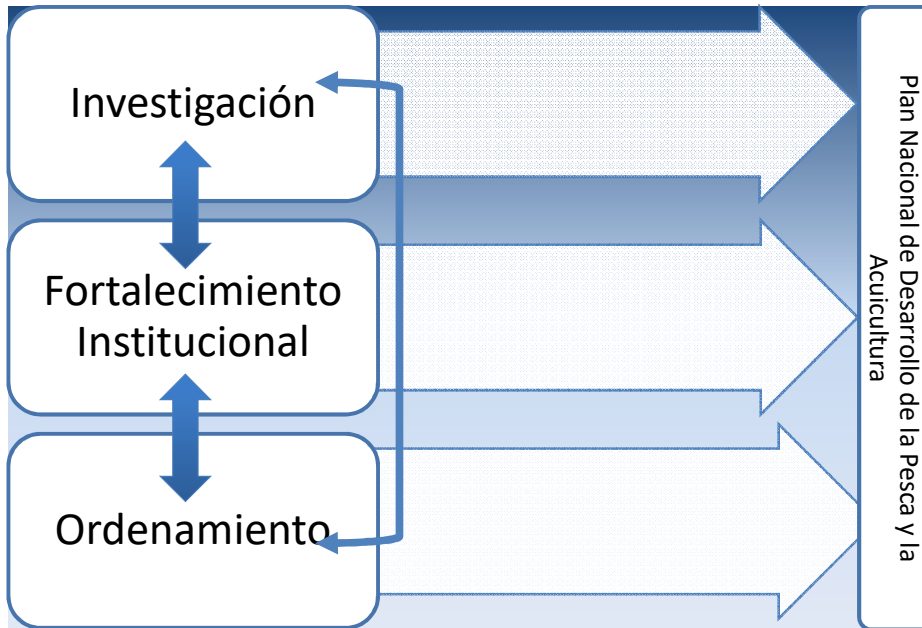 Investigación
Fortalecimiento
Institucional
Ordenamiento
Plan Nacional de Desarrollo de la Pesca y la
Acuicultura